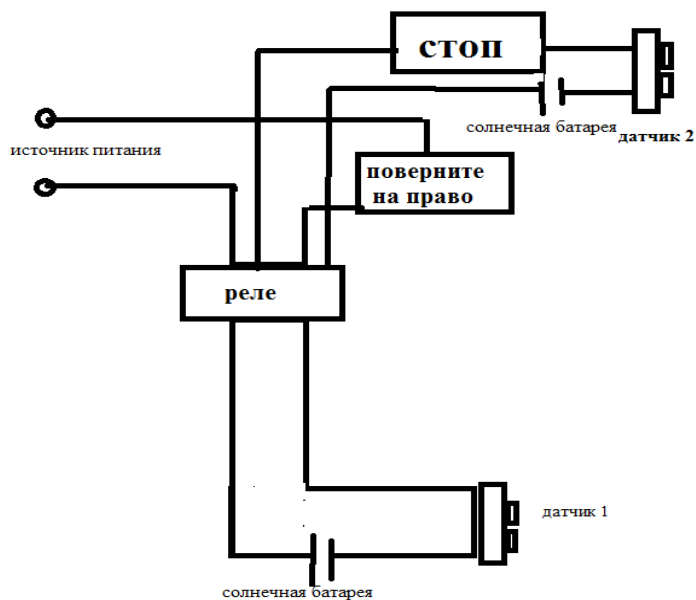 стоп
солнечная батарея
датчик 2
источник питания
поверните
на право
реле
датчик 1
солнечная батарея